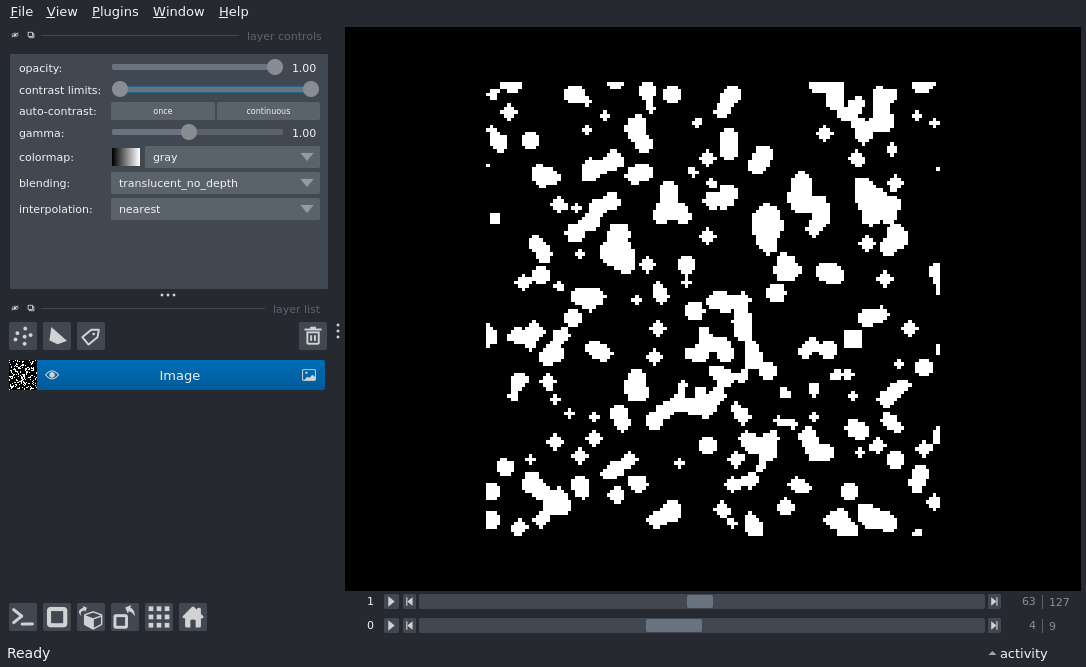 File View Plugins Window Help
layer controls
opacity: 1.00
contrast limits:
auto-contrast: once continuous
gamma: 1.00
colormap: gray
blending: translucent_no_depth
interpolation: nearest
layer list
Image
1 63 127
0 4 9
Ready activity